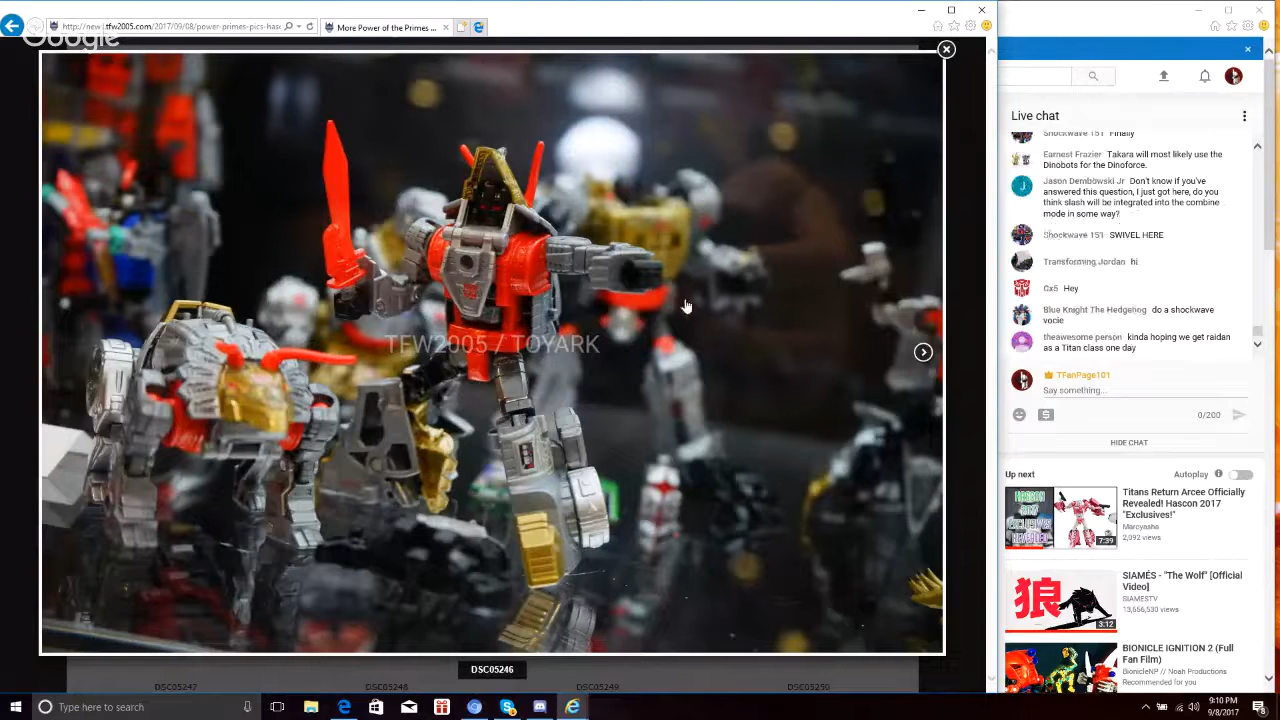 http://new.tfw2005.com/2017/09/08/power-primes-pics-has
More Power of the Primes ...
Google
TFW2005 / TOYARK
DSC05246
DSC05247
DSC05248
DSC05249
DSC05250
Live chat
Shockwave 151 Finally
Earnest Frazier Takara will most likely use the
Dinobots for the Dinoforce.
Jason Dembowski Jr Don't know if you've
answered this question, I just got here, do you
think slash will be integrated into the combine
mode in some way?
Shockwave 151 SWIVEL HERE
Transforming Jordan hi
Cx5 Hey
Blue Knight The Hedgehog do a shockwave
vocie
theawesome person kinda hoping we get raidan
as a Titan class one day
TFanPage101
Say something...
0/200
HIDE CHAT
Up next
Autoplay
Titans Return Arcee Officially
Revealed! Hascon 2017
"Exclusives!"
Marcyasha
2,092 views
HASCON
2017
EXCLUSIVES
REVEALED
7:39
SIAMÉS - "The Wolf" [Official
Video]
SIAMESTV
13,656,530 views
狼
3:12
BIONICLE IGNITION 2 (Full
Fan Film)
BionicleNP // Noah Productions
Recommended for you
Type here to search
9:10 PM
9/8/2017